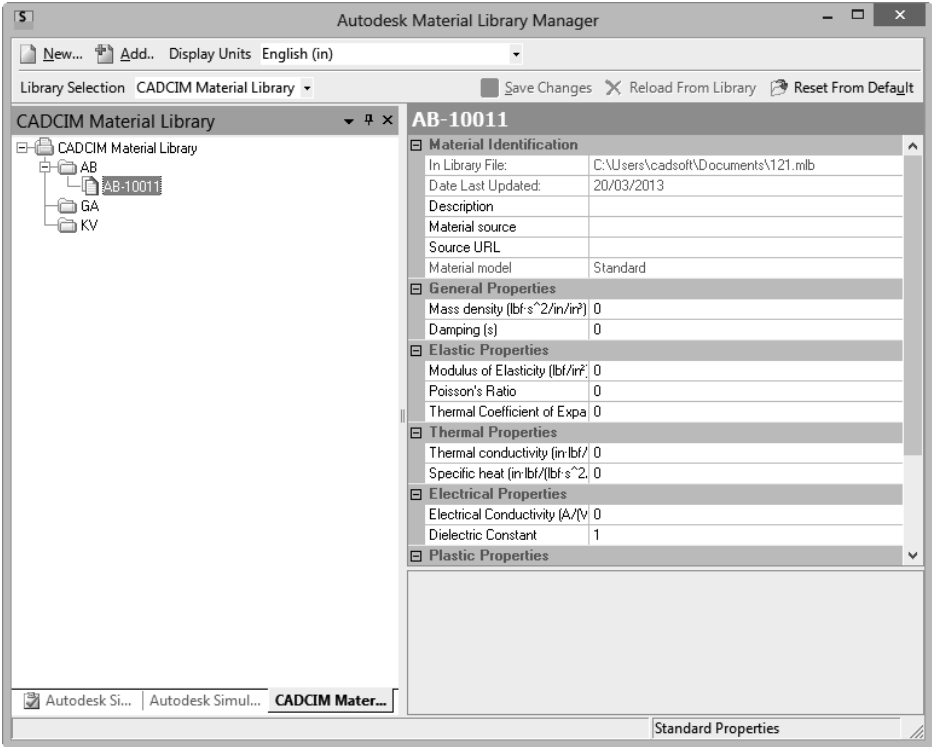 S Autodesk Material Library Manager
New... Add.. Display Units English (in)
Library Selection CADCIM Material Library Save Changes Reload From Library Reset From Default
CADCIM Material Library
CADCIM Material Library
AB
AB-10011
GA
KV
AB-10011
Material Identification
In Library File: C:\Users\cadsoft\Documents\121.mlb
Date Last Updated: 20/03/2013
Description
Material source
Source URL
Material model Standard
General Properties
Mass density (lbf·s^2/in/in³) 0
Damping (s) 0
Elastic Properties
Modulus of Elasticity (lbf/in² 0
Poisson's Ratio 0
Thermal Coefficient of Expa 0
Thermal Properties
Thermal conductivity (in·lbf/ 0
Specific heat (in·lbf/(lbf·s^2. 0
Electrical Properties
Electrical Conductivity (A/(V 0
Dielectric Constant 1
Plastic Properties
Autodesk Si... Autodesk Simul... CADCIM Mater...
Standard Properties